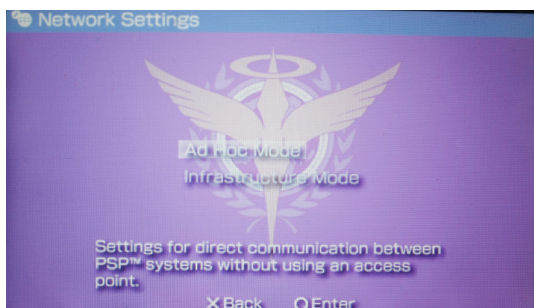 Network Settings
Ad Hoc Mode
Infrastructure Mode
Settings for direct communication between
PSP™ systems without using an access
point.
X Back O Enter